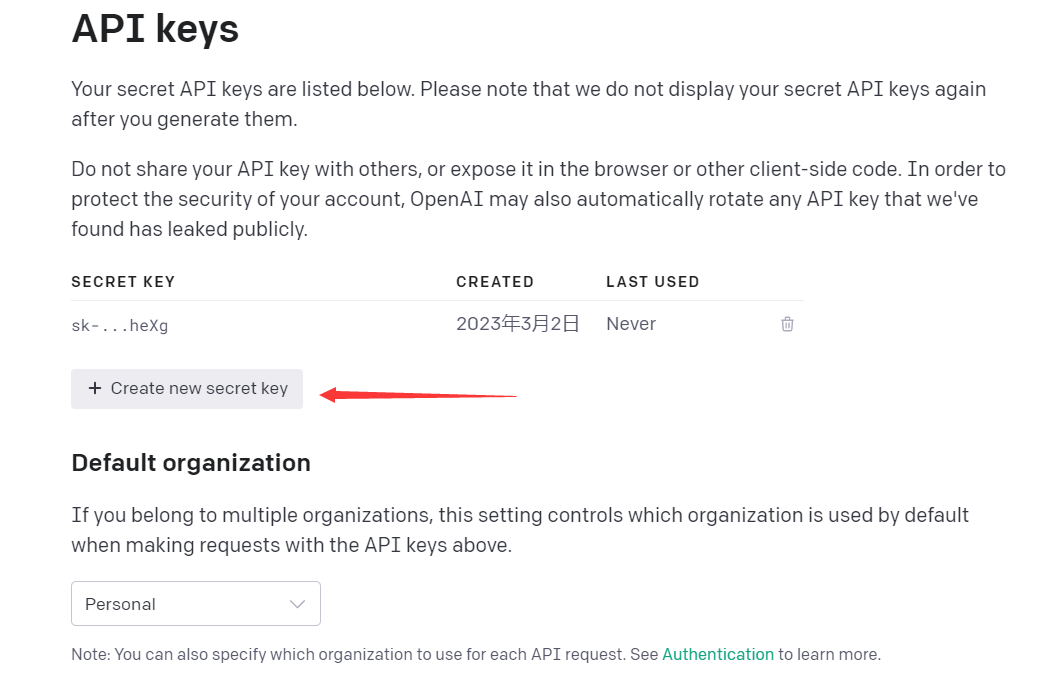 API keys
Your secret API keys are listed below. Please note that we do not display your secret API keys again
after you generate them.
Do not share your API key with others, or expose it in the browser or other client-side code. In order to
protect the security of your account, OpenAI may also automatically rotate any API key that we've
found has leaked publicly.
SECRET KEY CREATED LAST USED
sk-...heXg 2023年3月2日 Never
+ Create new secret key
Default organization
If you belong to multiple organizations, this setting controls which organization is used by default
when making requests with the API keys above.
Personal
Note: You can also specify which organization to use for each API request. See Authentication to learn more.